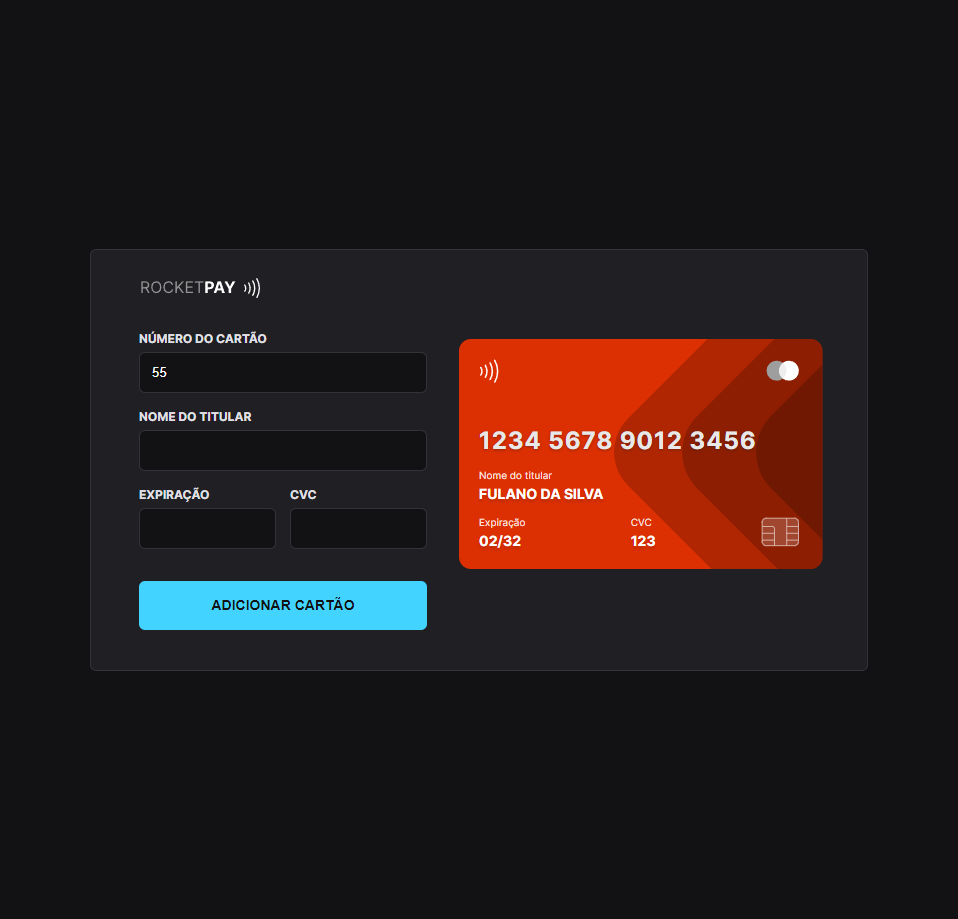 ROCKETPAY
NÚMERO DO CARTÃO
55
NOME DO TITULAR
EXPIRAÇÃO CVC
ADICIONAR CARTÃO
1234 5678 9012 3456
Nome do titular
FULANO DA SILVA
Expiração CVC
02/32 123